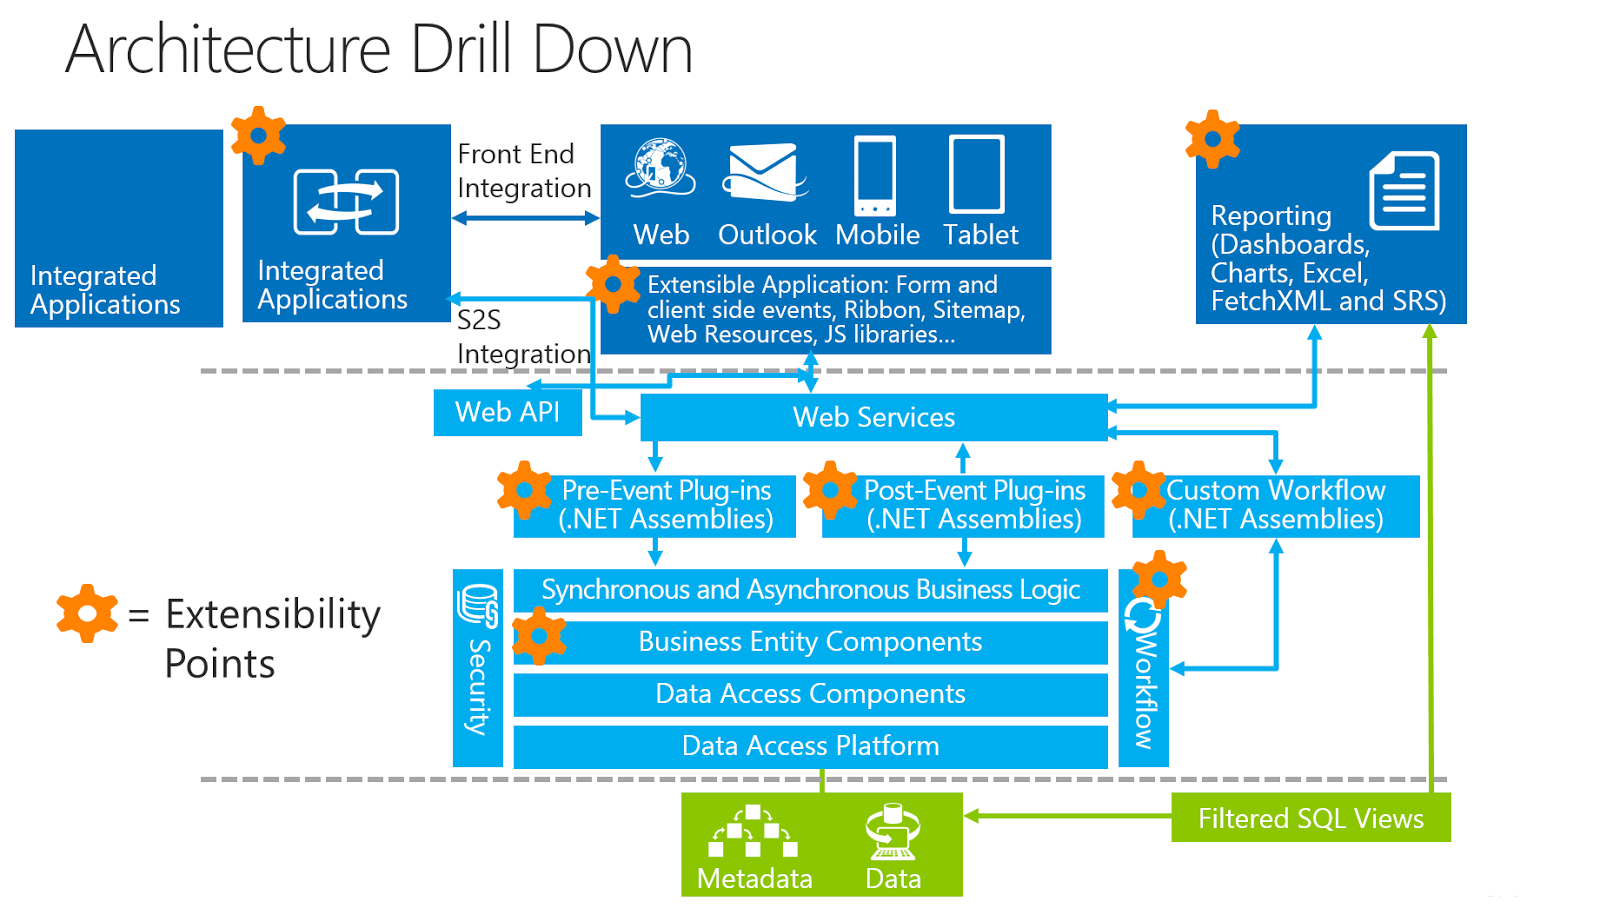 Architecture Drill Down
Integrated
Applications
Integrated
Applications
Front End
Integration
S2S
Integration
Web Outlook Mobile Tablet
Extensible Application: Form and
client side events, Ribbon, Sitemap,
Web Resources, JS libraries...
Reporting
(Dashboards,
Charts, Excel,
FetchXML and SRS)
Web API
Web Services
Pre-Event Plug-ins
(.NET Assemblies)
Post-Event Plug-ins
(.NET Assemblies)
Custom Workflow
(.NET Assemblies)
= Extensibility
Points
Security
Synchronous and Asynchronous Business Logic
Business Entity Components
Data Access Components
Data Access Platform
Workflow
Metadata Data
Filtered SQL Views